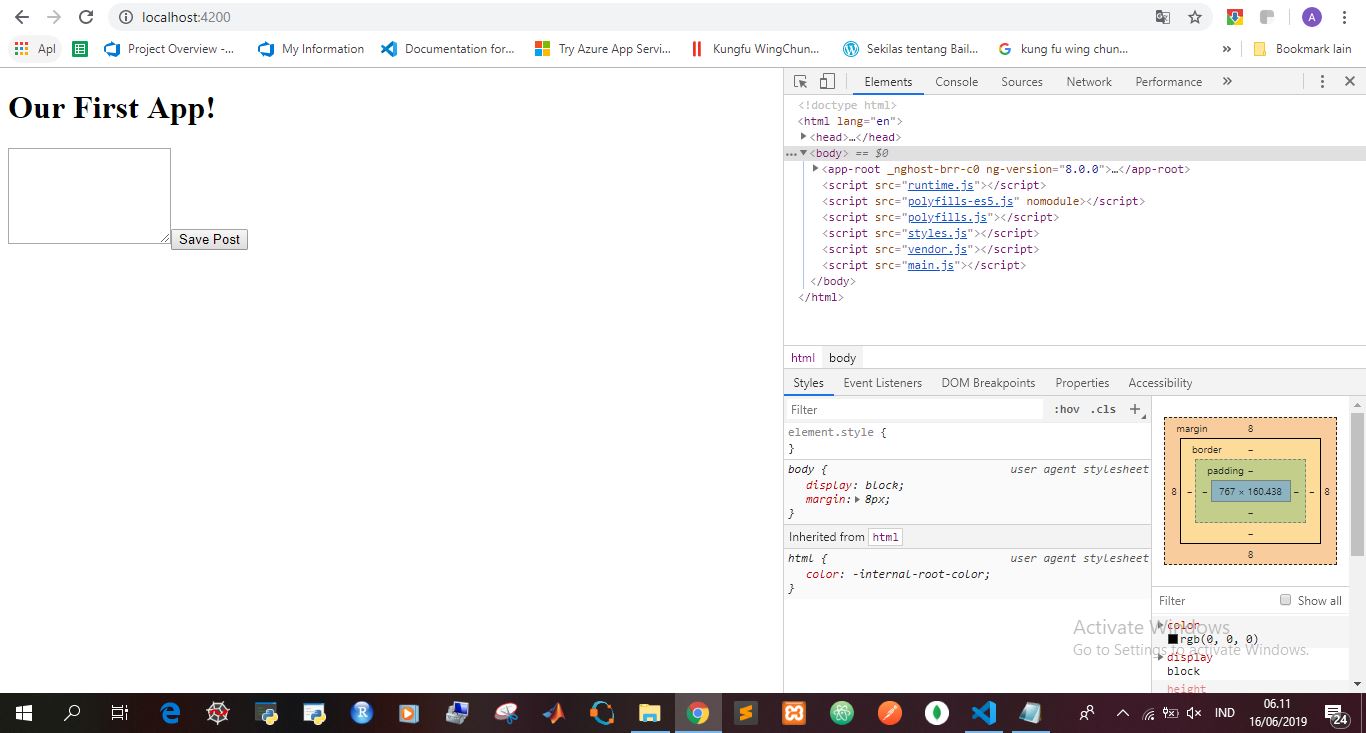 localhost:4200
A
Apl
Project Overview -...
My Information
Documentation for...
Try Azure App Servi...
Kungfu WingChun...
Sekilas tentang Bail...
kung fu wing chun...
»
Bookmark lain
Our First App!
Save Post
Elements Console Sources Network Performance »
<!doctype html>
<html lang="en">
<head>…</head>
<body> == $0
<app-root _nghost-brr-c0 ng-version="8.0.0">…</app-root>
<script src="runtime.js"></script>
<script src="polyfills-es5.js" nomodule></script>
<script src="polyfills.js"></script>
<script src="styles.js"></script>
<script src="vendor.js"></script>
<script src="main.js"></script>
</body>
</html>
html body
Styles Event Listeners DOM Breakpoints Properties Accessibility
Filter :hov .cls +
element.style {
}
body { user agent stylesheet
display: block;
margin: 8px;
}
Inherited from html
html { user agent stylesheet
color: -internal-root-color;
}
margin 8
border –
padding –
8 – – 767 × 160.438 – – 8
–
–
8
Filter Show all
color
rgb(0, 0, 0)
display
block
height
Activate Windows
Go to Settings to activate Windows.
IND
06.11
16/06/2019
24